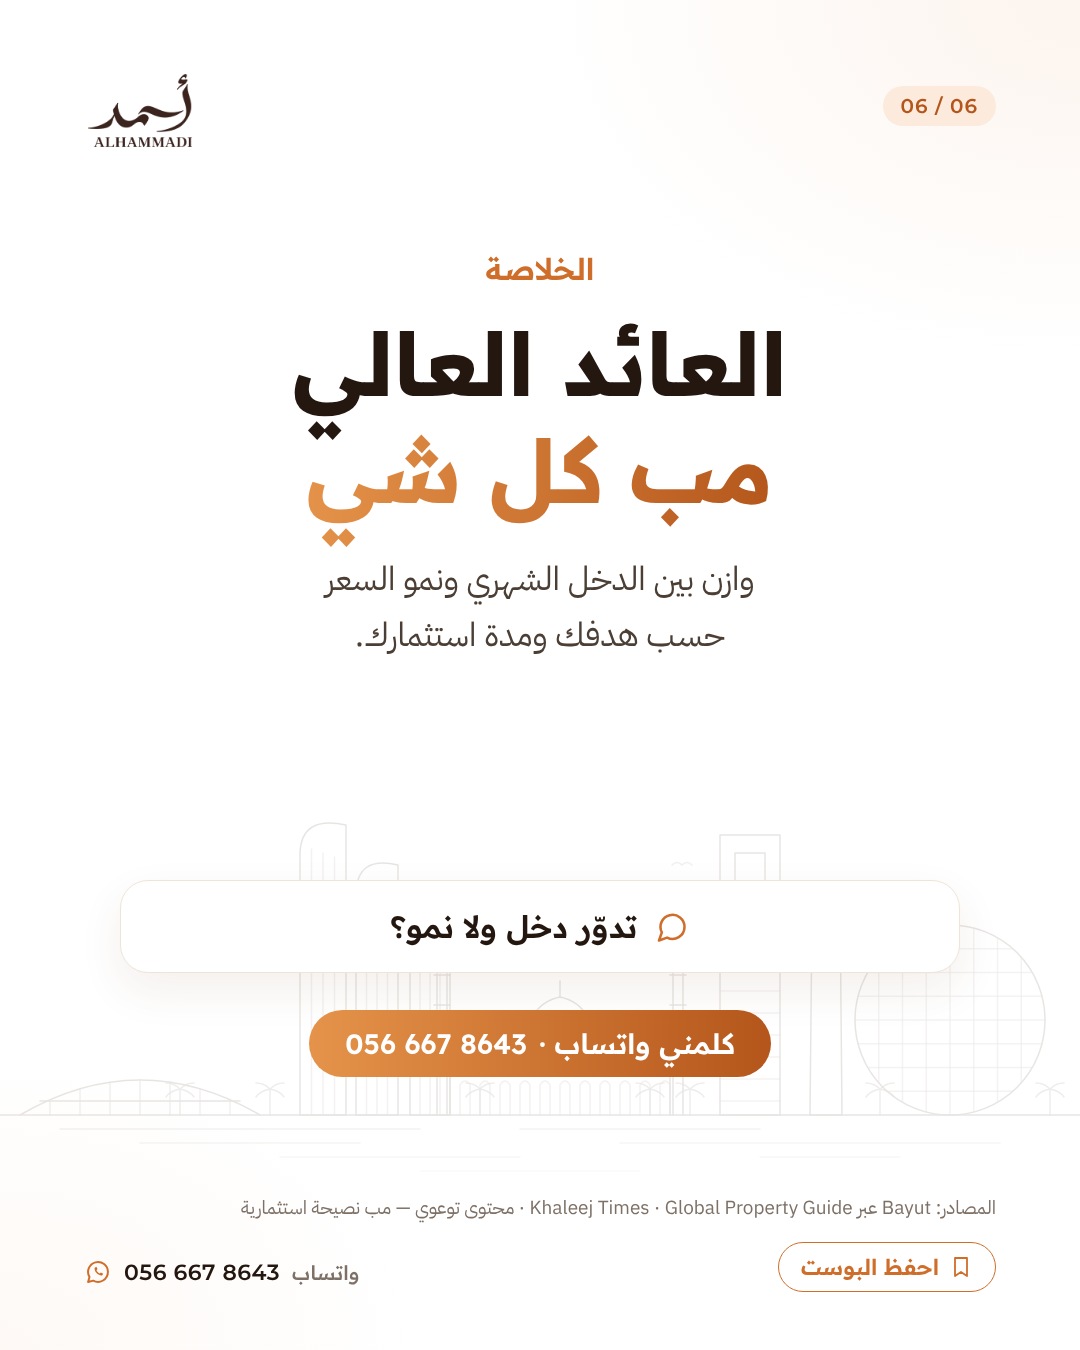 أحمد
ALHAMMADI
06 / 06
الخلاصة
العائد العالي
مب كل شي
وازن بين الدخل الشهري ونمو السعر
حسب هدفك ومدة استثمارك.
تدوّر دخل ولا نمو؟
كلمني واتساب · 056 667 8643
المصادر: Bayut عبر Khaleej Times · Global Property Guide · محتوى توعوي — مب نصيحة استثمارية
احفظ البوست
واتساب 056 667 8643